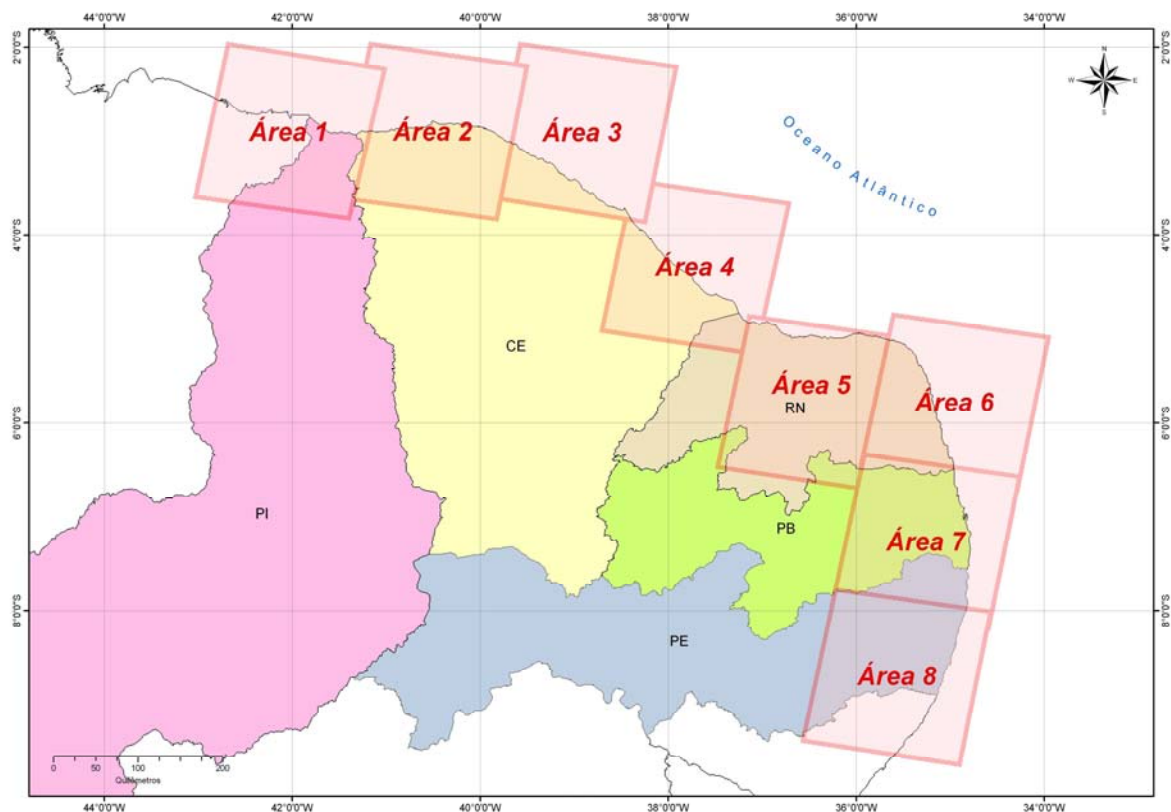 44°0'0"W 42°0'0"W 40°0'0"W 38°0'0"W 36°0'0"W 34°0'0"W
2°0'0"S 2°0'0"S
N
W E
S
Oceano Atlântico
Área 1 Área 2 Área 3
4°0'0"S 4°0'0"S
Área 4
CE
Área 5 Área 6
RN
6°0'0"S 6°0'0"S
PI PB Área 7
8°0'0"S 8°0'0"S
PE
Área 8
0 50 100 200
Quilômetros
44°0'0"W 42°0'0"W 40°0'0"W 38°0'0"W 36°0'0"W 34°0'0"W